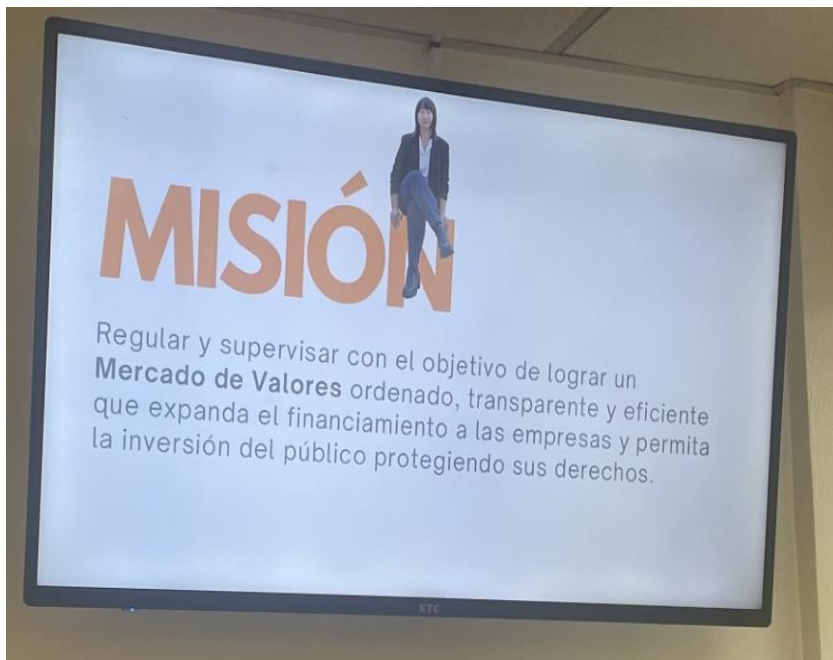 MISIÓN
Regular y supervisar con el objetivo de lograr un
Mercado de Valores ordenado, transparente y eficiente
que expanda el financiamiento a las empresas y permita
la inversión del público protegiendo sus derechos.
KTC